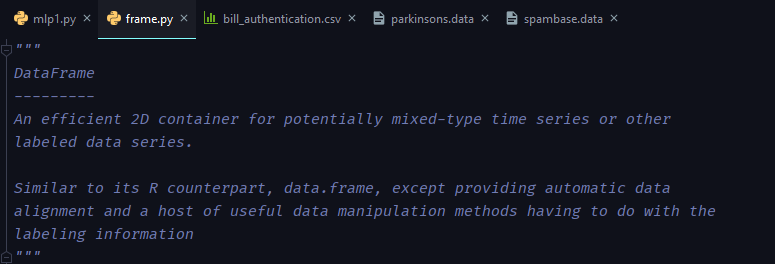 mlp1.py × frame.py × bill_authentication.csv × parkinsons.data × spambase.data ×
"""
DataFrame
---------
An efficient 2D container for potentially mixed-type time series or other
labeled data series.
Similar to its R counterpart, data.frame, except providing automatic data
alignment and a host of useful data manipulation methods having to do with the
labeling information
"""